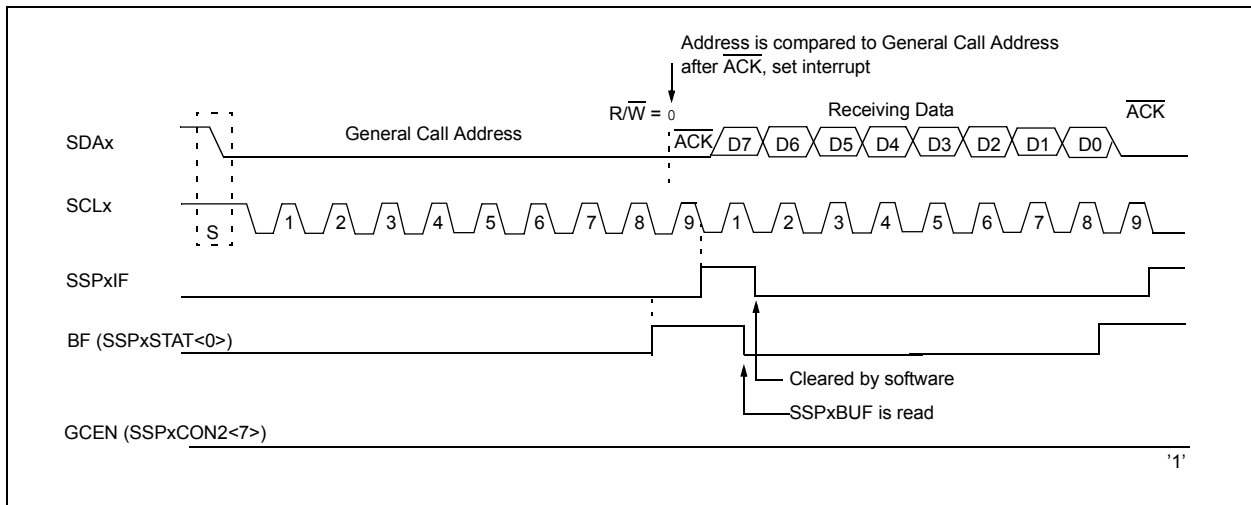 Address is compared to General Call Address
after ACK, set interrupt
R/W = 0
Receiving Data
ACK
SDAx
General Call Address
ACK
D7 D6 D5 D4 D3 D2 D1 D0
SCLx
S
1 2 3 4 5 6 7 8 9 1 2 3 4 5 6 7 8 9
SSPxIF
BF (SSPxSTAT<0>)
Cleared by software
SSPxBUF is read
GCEN (SSPxCON2<7>)
’1’